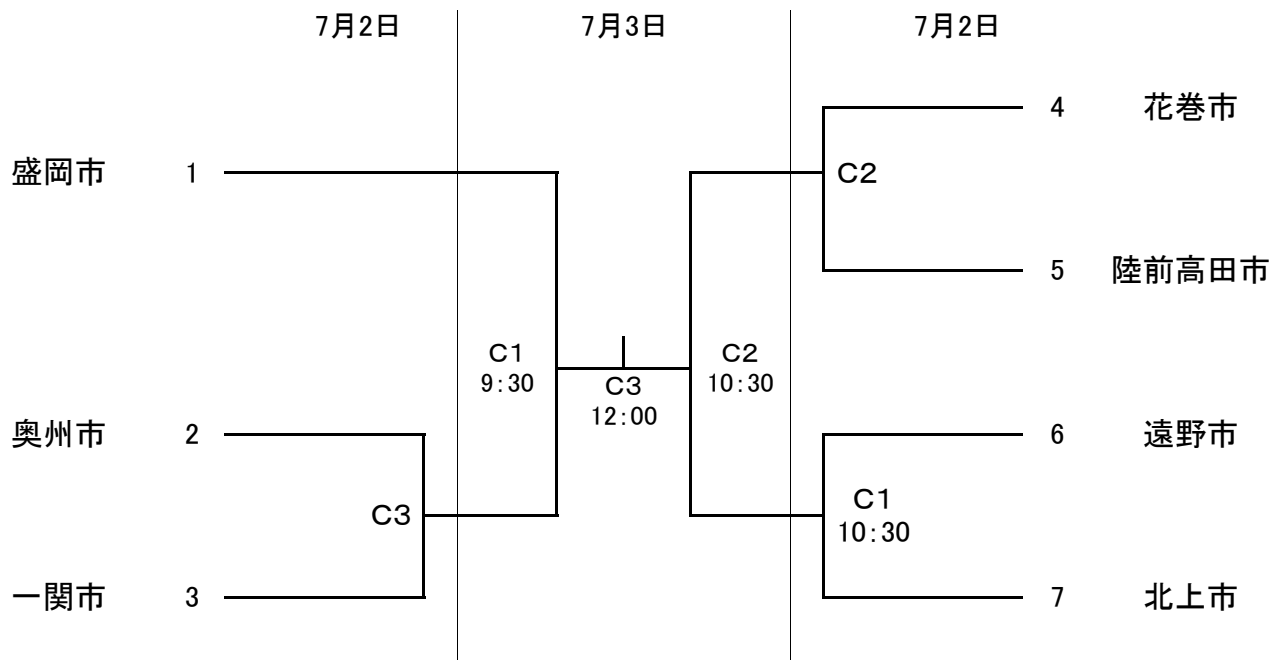 7月2日
7月3日
7月2日
4 花巻市
盛岡市 1
C2
5 陸前高田市
C1
9:30
C2
10:30
C3
12:00
奥州市 2
6 遠野市
C3
C1
10:30
一関市 3
7 北上市